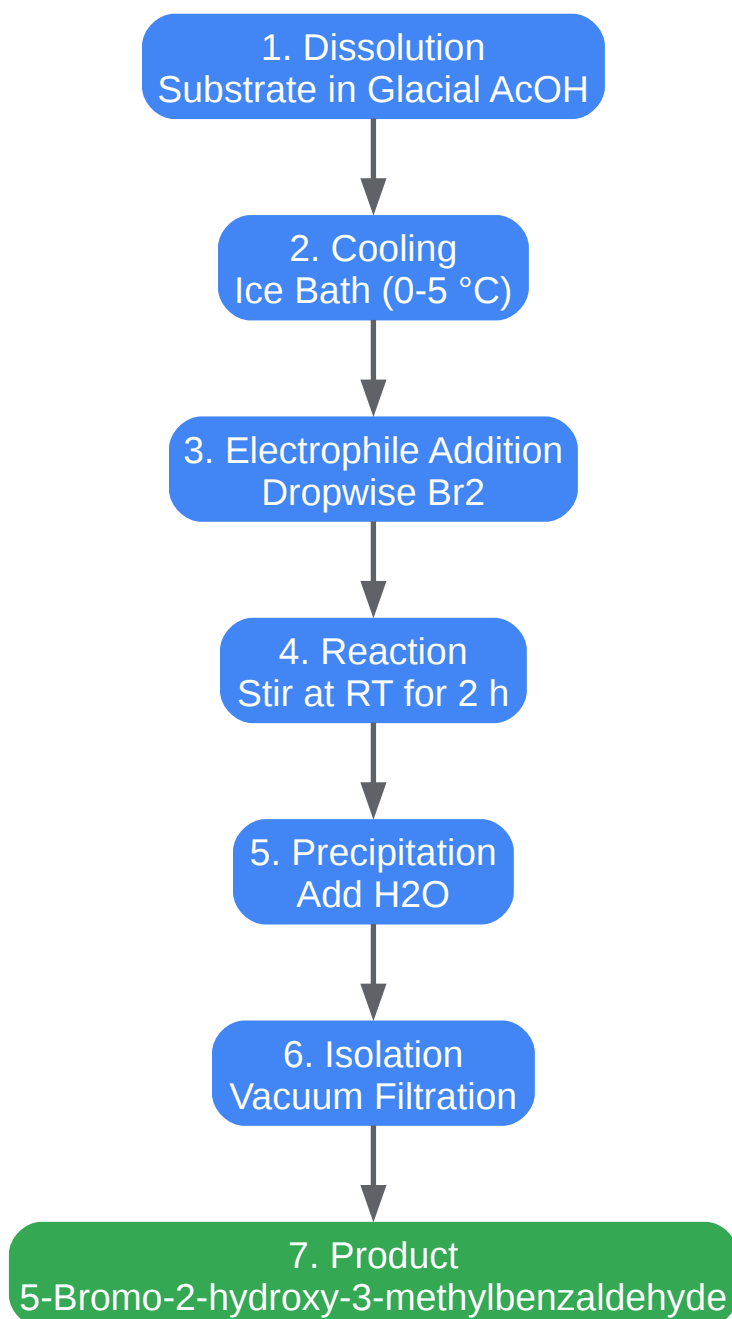 1. Dissolution
Substrate in Glacial AcOH
2. Cooling
Ice Bath (0-5 °C)
3. Electrophile Addition
Dropwise Br2
4. Reaction
Stir at RT for 2 h
5. Precipitation
Add H2O
6. Isolation
Vacuum Filtration
7. Product
5-Bromo-2-hydroxy-3-methylbenzaldehyde